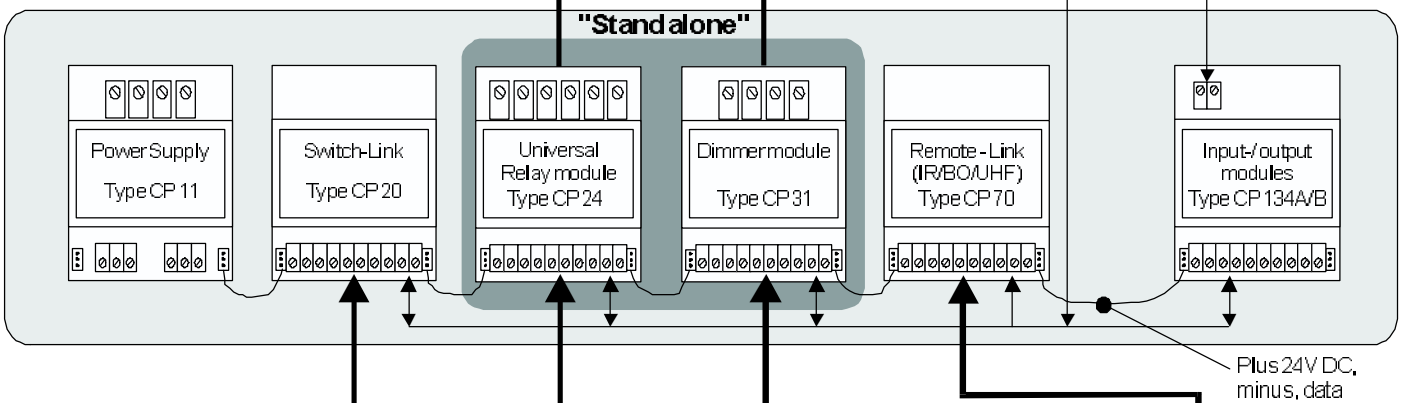 "Standalone"
Power Supply
Type CP 11
Switch-Link
Type CP 20
Universal
Relay module
Type CP 24
Dimmer module
Type CP 31
Remote - Link
(IR/BO/UHF)
Type CP 70
Input-/output
modules
Type CP 134A/B
Plus 24V DC,
minus, data